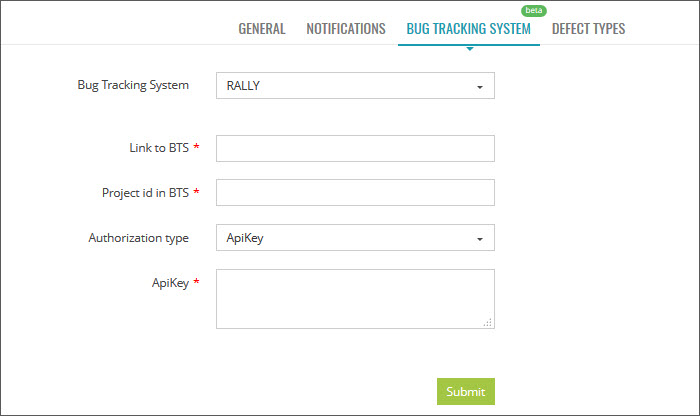 beta
GENERAL NOTIFICATIONS BUG TRACKING SYSTEM DEFECT TYPES
Bug Tracking System RALLY
Link to BTS *
Project id in BTS *
Authorization type ApiKey
ApiKey *
Submit